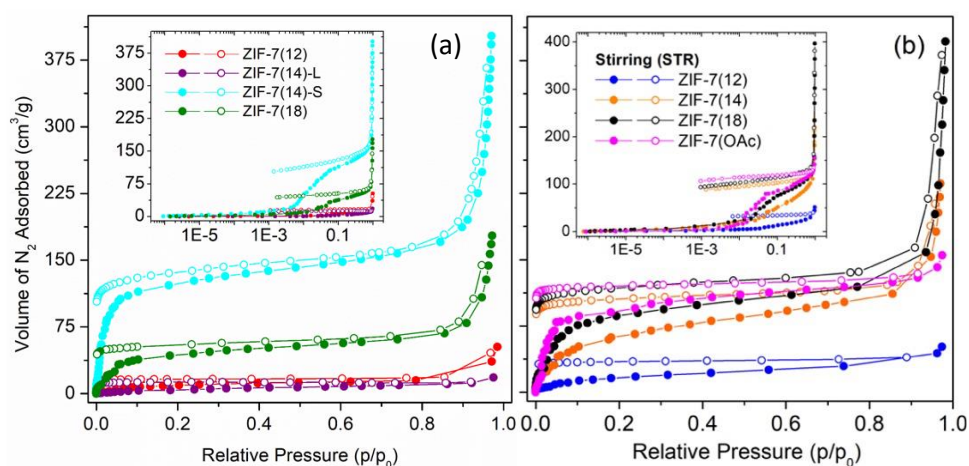 (a)
ZIF-7(12)
ZIF-7(14)-L
ZIF-7(14)-S
ZIF-7(18)
375
300
225
150
75
0
375
300
225
150
75
0
1E-5
1E-3
0.1
0.0
0.2
0.4
0.6
0.8
1.0
Volume of N₂ Adsorbed (cm³/g)
Relative Pressure (p/p₀)
(b)
Stirring (STR)
ZIF-7(12)
ZIF-7(14)
ZIF-7(18)
ZIF-7(OAc)
400
300
200
100
0
1E-5
1E-3
0.1
0.0
0.2
0.4
0.6
0.8
1.0
Relative Pressure (p/p₀)